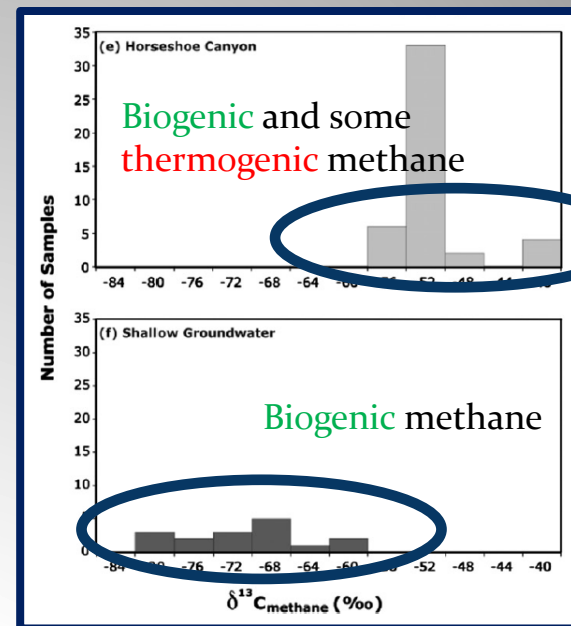 (e) Horseshoe Canyon
Biogenic and some
thermogenic methane
35
30
25
20
15
10
5
0
-84 -80 -76 -72 -68 -64 -52 -48
Number of Samples
(f) Shallow Groundwater
Biogenic methane
35
30
25
20
15
10
-84 -76 -72 -68 -64 -60 -52 -48 -44 -40
δ¹³Cmethane (‰)